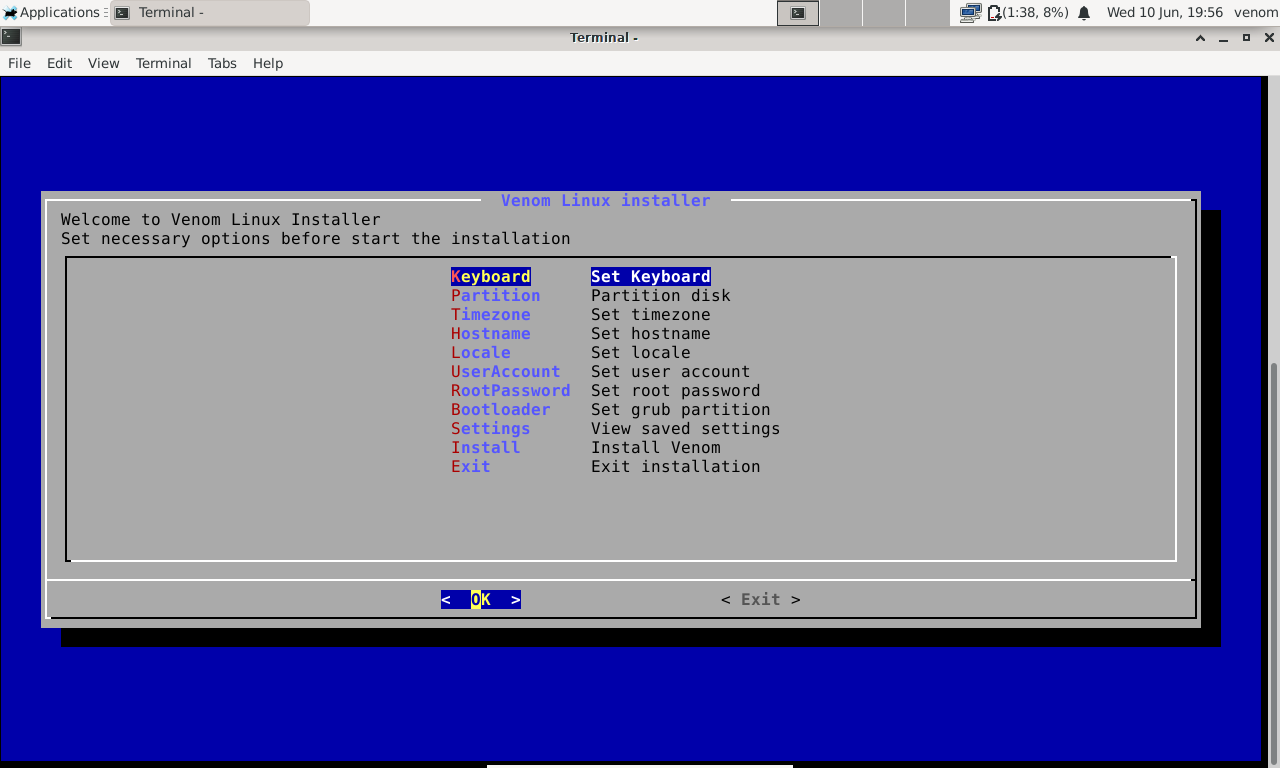 Applications Terminal - (1:38, 8%) Wed 10 Jun, 19:56 venom
Terminal -
File Edit View Terminal Tabs Help
Venom Linux installer
Welcome to Venom Linux Installer
Set necessary options before start the installation
Keyboard Set Keyboard
Partition Partition disk
Timezone Set timezone
Hostname Set hostname
Locale Set locale
UserAccount Set user account
RootPassword Set root password
Bootloader Set grub partition
Settings View saved settings
Install Install Venom
Exit Exit installation
< OK > < Exit >